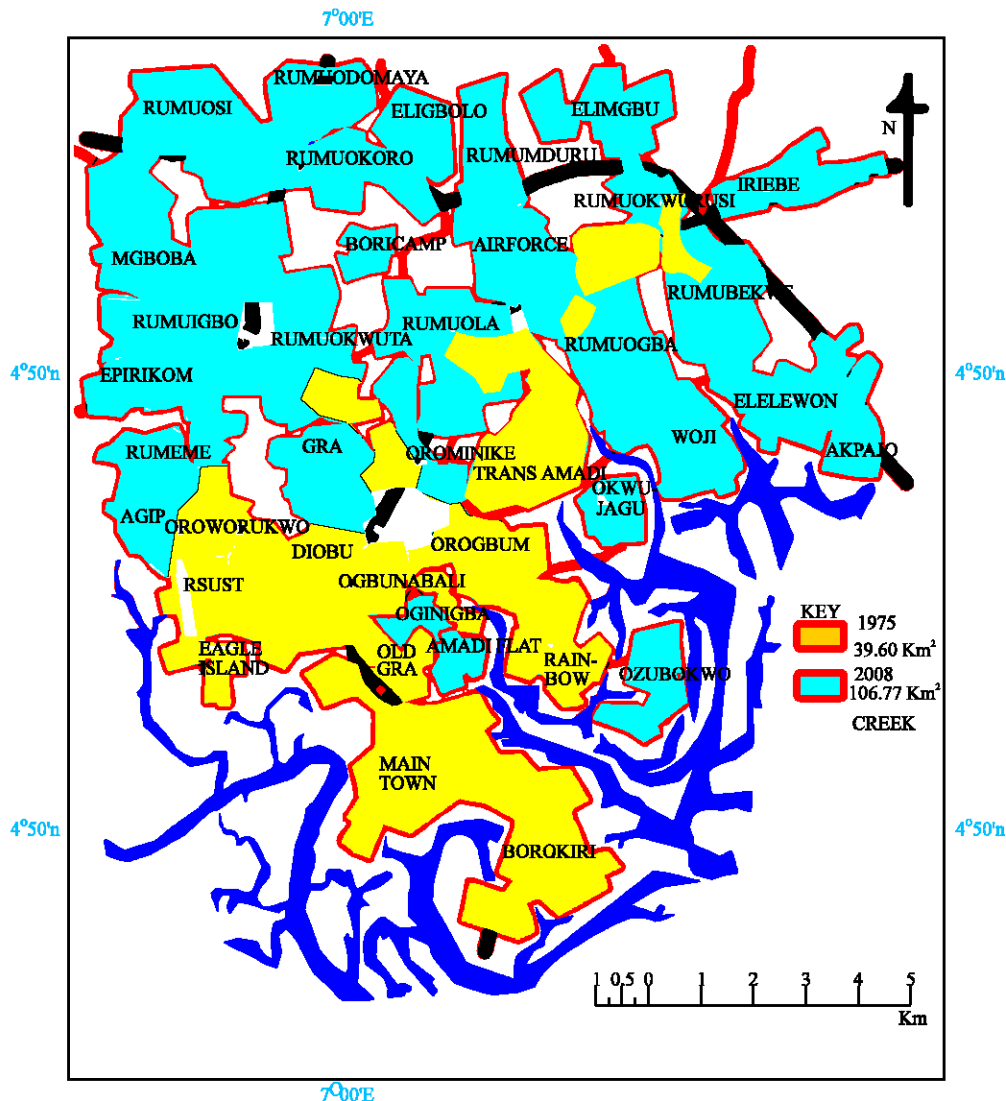 7°00'E
RUMUODOMAYA
RUMUOSI
ELIGBOLO
ELIMGBU
N
RUMUOKORO
RUMUMDURU
IRIEBE
RUMUOKWURUSI
BORICAMP
AIRFORCE
MGBOBA
RUMUBEKWE
RUMUIGBO
RUMUOKWUTA
RUMUOLA
RUMUOGBA
4°50'n
EPIRIKOM
4°50'n
ELELEWON
RUMEME
GRA
OROMINIKE
WOJI
AKPAJO
TRANS AMADI
OKWU-
JAGU
AGIP
OROWORUKWO
DIOBU
OROGBUM
RSUST
OGBUNABALI
OGINIGBA
KEY
1975
39.60 Km²
EAGLE
ISLAND
OLD
GRA
AMADI FLAT
RAIN-
BOW
OZUBOKWO
2008
106.77 Km²
CREEK
MAIN
TOWN
4°50'n
4°50'n
BOROKIRI
1 0,5 0 1 2 3 4 5
Km
7°00'E